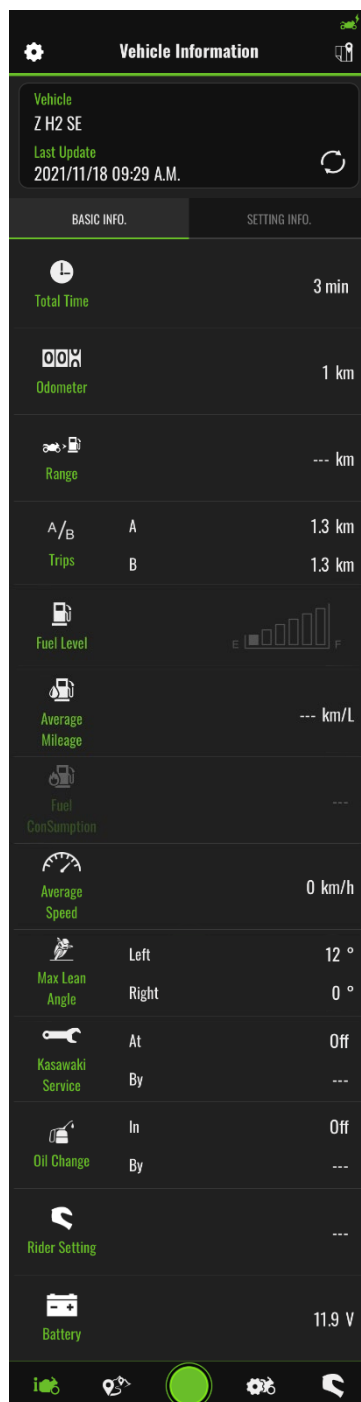 Vehicle Information
Vehicle
Z H2 SE
Last Update
2021/11/18 09:29 A.M.
BASIC INFO.
SETTING INFO.
Total Time
3 min
Odometer
1 km
Range
--- km
A/B
Trips
A
1.3 km
B
1.3 km
Fuel Level
E
F
Average
Mileage
--- km/L
Fuel
ConSumption
---
Average
Speed
0 km/h
Max Lean
Angle
Left
12 °
Right
0 °
Kasawaki
Service
At
Off
By
---
Oil Change
In
Off
By
---
Rider Setting
---
Battery
11.9 V